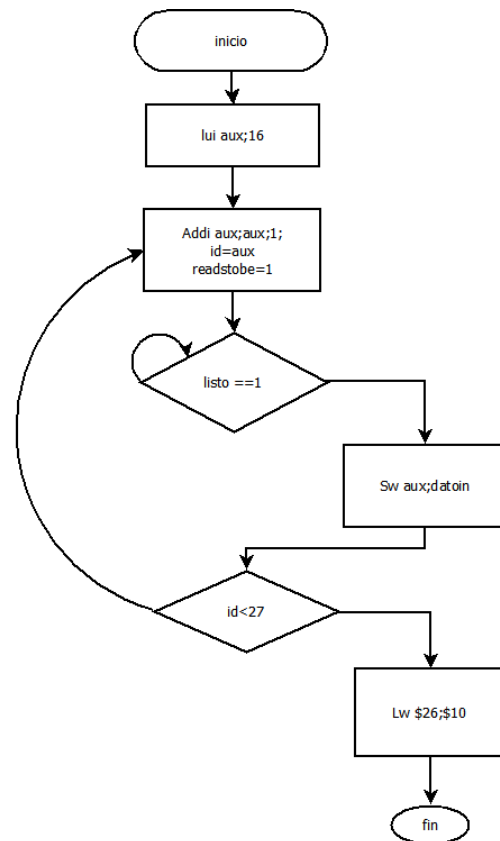 inicio
lui aux;16
Addi aux;aux;1;
id=aux
readstobe=1
listo ==1
Sw aux;datoin
id<27
Lw $26;$10
fin